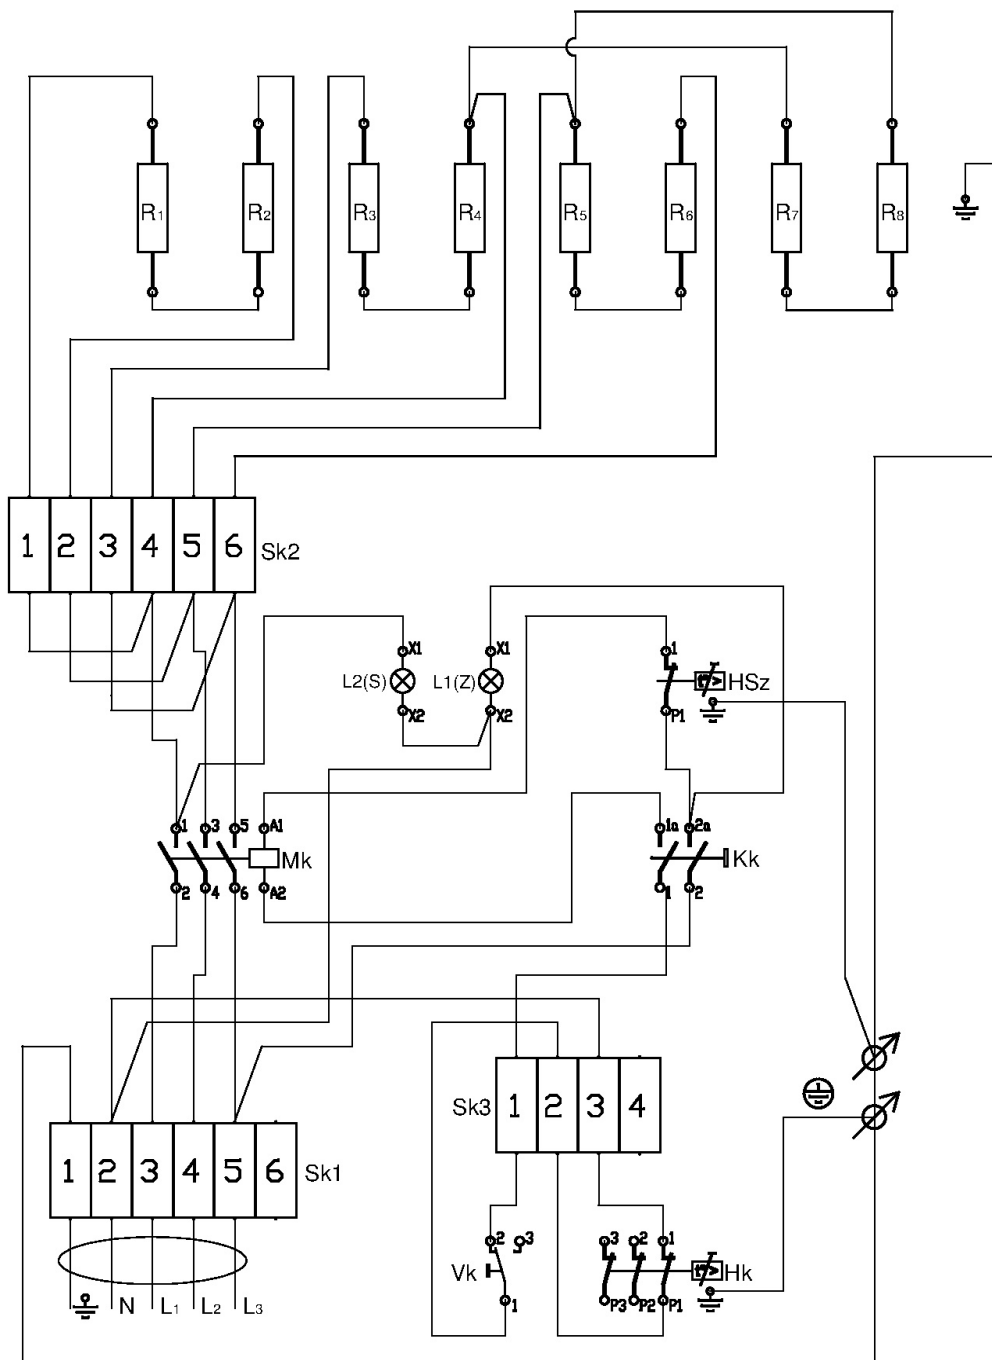 R1 R2 R3 R4 R5 R6 R7 R8
1 2 3 4 5 6 Sk2
X1 X1 1
L2(S) L1(Z) HSz
X2 X2 P1
1 3 5 A1 1a 2a
Mk Kk
2 4 6 A2 1 2
Sk3 1 2 3 4
1 2 3 4 5 6 Sk1
2 3 3 2 1
Vk Hk
N L1 L2 L3 1 P3 P2 P1